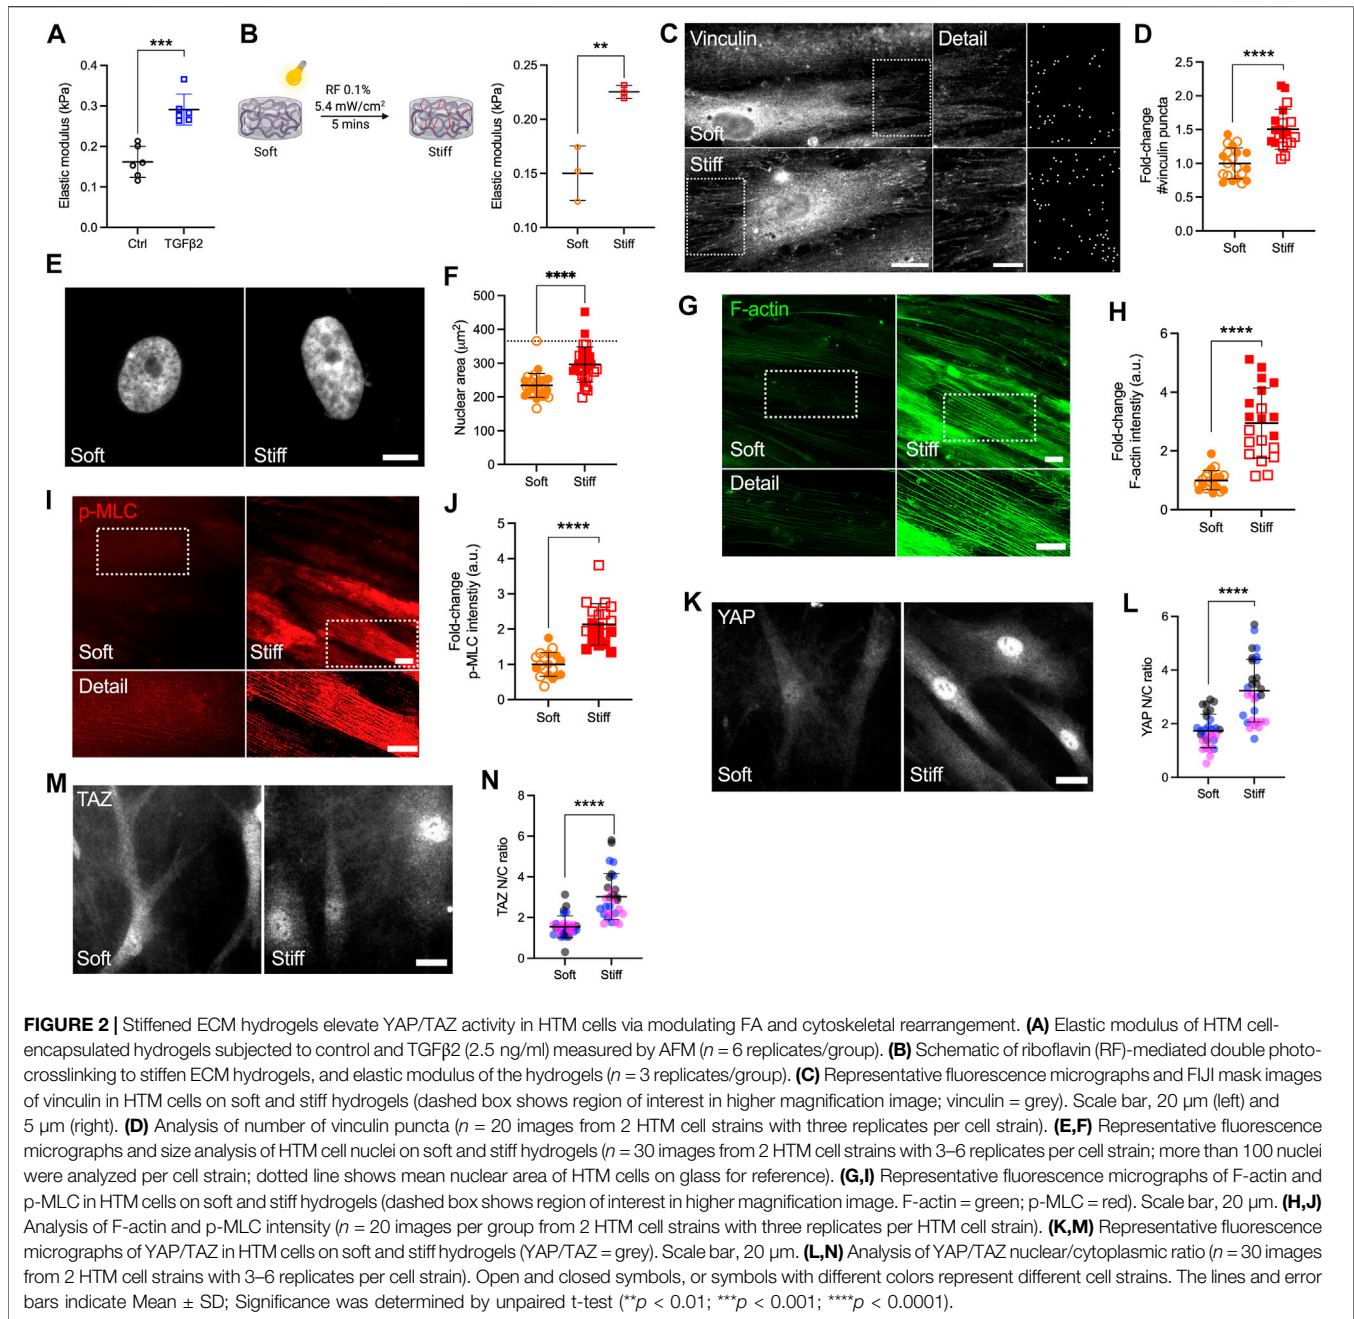 A
***
Elastic modulus (kPa)
0.4
0.3
0.2
0.1
0.0
Ctrl
TGFβ2
B
RF 0.1%
5.4 mW/cm²
5 mins
Soft
Stiff
**
Elastic modulus (kPa)
0.25
0.20
0.15
0.10
Soft
Stiff
C
Vinculin
Detail
Soft
Stiff
D
****
Fold-change
#vinculin puncta
2.5
2.0
1.5
1.0
0.5
0.0
Soft
Stiff
E
Soft
Stiff
F
****
Nuclear area (μm²)
500
400
300
200
100
0
Soft
Stiff
G
F-actin
Soft
Stiff
Detail
H
****
Fold-change
F-actin intenstiy (a.u.)
6
4
2
0
Soft
Stiff
I
p-MLC
Soft
Stiff
Detail
J
****
Fold-change
p-MLC intenstiy (a.u.)
5
4
3
2
1
0
Soft
Stiff
K
YAP
Soft
Stiff
L
****
YAP N/C ratio
6
4
2
0
Soft
Stiff
M
TAZ
Soft
Stiff
N
****
TAZ N/C ratio
8
6
4
2
0
Soft
Stiff
FIGURE 2 | Stiffened ECM hydrogels elevate YAP/TAZ activity in HTM cells via modulating FA and cytoskeletal rearrangement. (A) Elastic modulus of HTM cell-
encapsulated hydrogels subjected to control and TGFβ2 (2.5 ng/ml) measured by AFM (n = 6 replicates/group). (B) Schematic of riboflavin (RF)-mediated double photo-
crosslinking to stiffen ECM hydrogels, and elastic modulus of the hydrogels (n = 3 replicates/group). (C) Representative fluorescence micrographs and FIJI mask images
of vinculin in HTM cells on soft and stiff hydrogels (dashed box shows region of interest in higher magnification image; vinculin = grey). Scale bar, 20 μm (left) and
5 μm (right). (D) Analysis of number of vinculin puncta (n = 20 images from 2 HTM cell strains with three replicates per cell strain). (E,F) Representative fluorescence
micrographs and size analysis of HTM cell nuclei on soft and stiff hydrogels (n = 30 images from 2 HTM cell strains with 3–6 replicates per cell strain; more than 100 nuclei
were analyzed per cell strain; dotted line shows mean nuclear area of HTM cells on glass for reference). (G,I) Representative fluorescence micrographs of F-actin and
p-MLC in HTM cells on soft and stiff hydrogels (dashed box shows region of interest in higher magnification image. F-actin = green; p-MLC = red). Scale bar, 20 μm. (H,J)
Analysis of F-actin and p-MLC intensity (n = 20 images per group from 2 HTM cell strains with three replicates per HTM cell strain). (K,M) Representative fluorescence
micrographs of YAP/TAZ in HTM cells on soft and stiff hydrogels (YAP/TAZ = grey). Scale bar, 20 μm. (L,N) Analysis of YAP/TAZ nuclear/cytoplasmic ratio (n = 30 images
from 2 HTM cell strains with 3–6 replicates per cell strain). Open and closed symbols, or symbols with different colors represent different cell strains. The lines and error
bars indicate Mean ± SD; Significance was determined by unpaired t-test (**p < 0.01; ***p < 0.001; ****p < 0.0001).